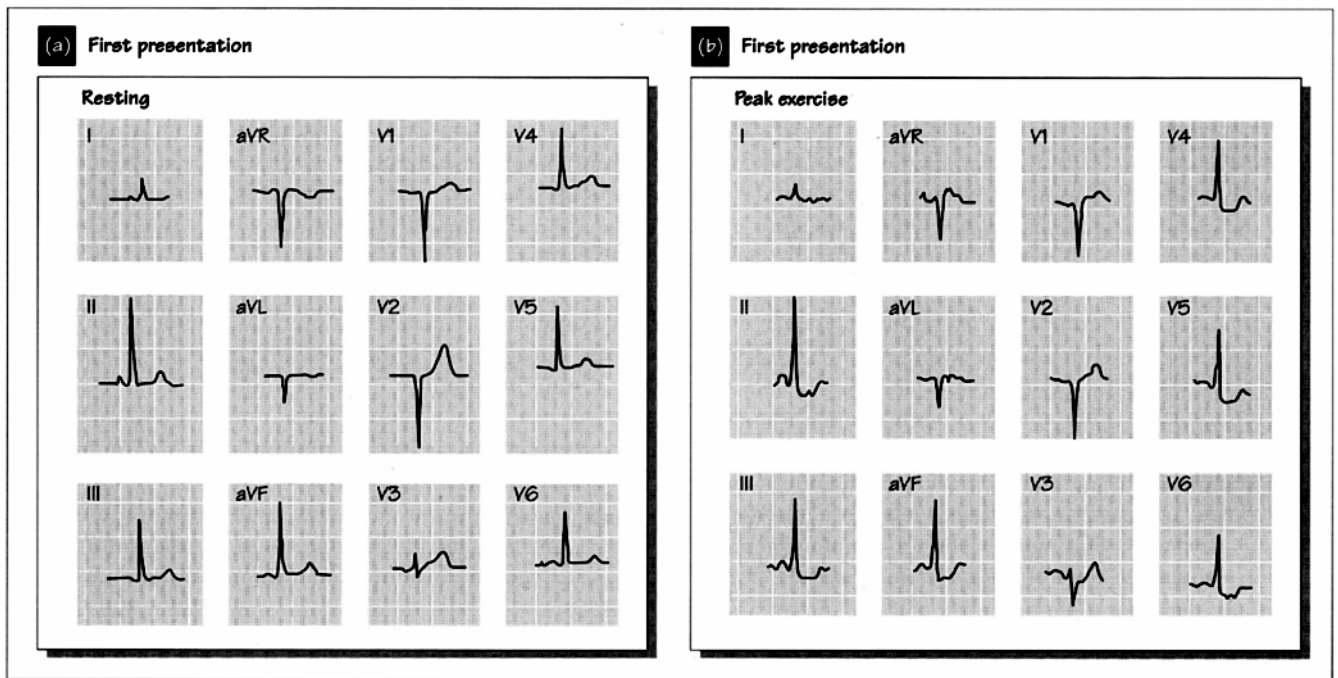 (a) First presentation
Resting
I aVR V1 V4
II aVL V2 V5
III aVF V3 V6
(b) First presentation
Peak exercise
I aVR V1 V4
II aVL V2 V5
III aVF V3 V6